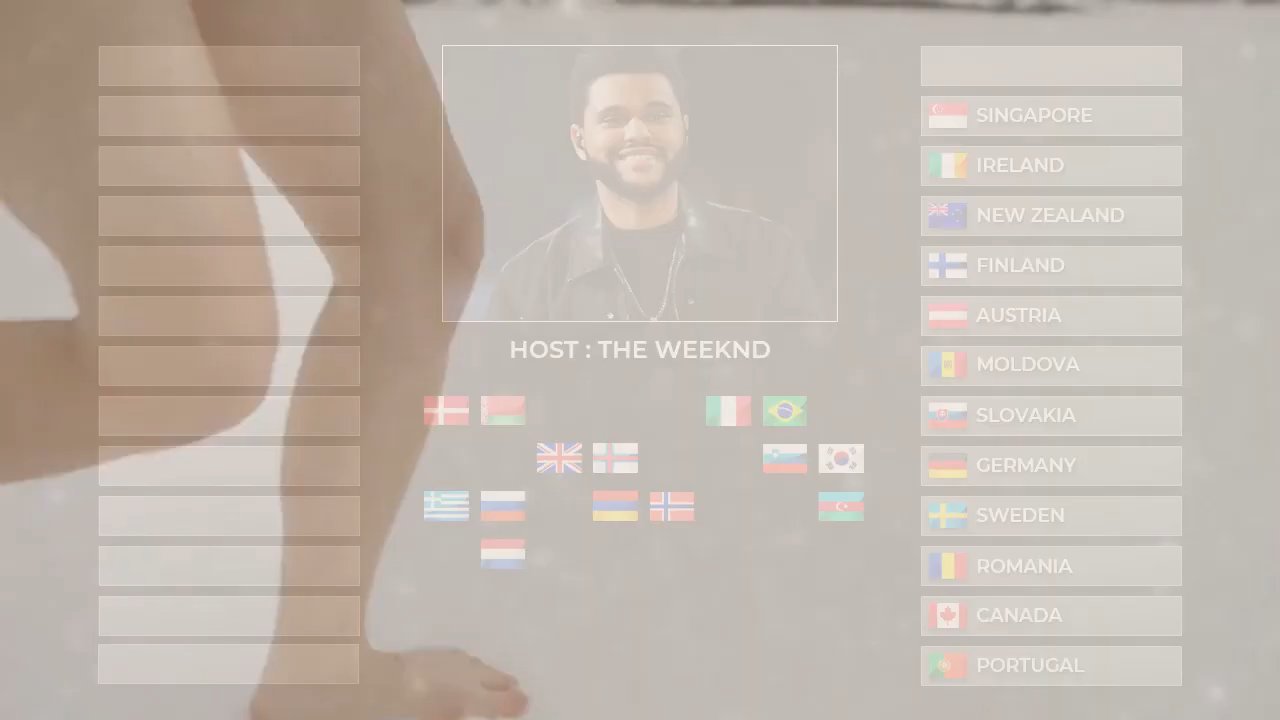 HOST : THE WEEKND
SINGAPORE
IRELAND
NEW ZEALAND
FINLAND
AUSTRIA
MOLDOVA
SLOVAKIA
GERMANY
SWEDEN
ROMANIA
CANADA
PORTUGAL